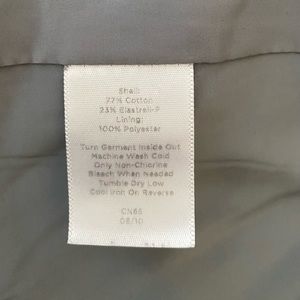 Shell:
77% Cotton
23% Elastrell-P
Lining:
100% Polyester
Turn Garment Inside Out
Machine Wash Cold
Only Non-Chlorine
Bleach When Needed
Tumble Dry Low
Cool Iron On Reverse
CN65
08/10